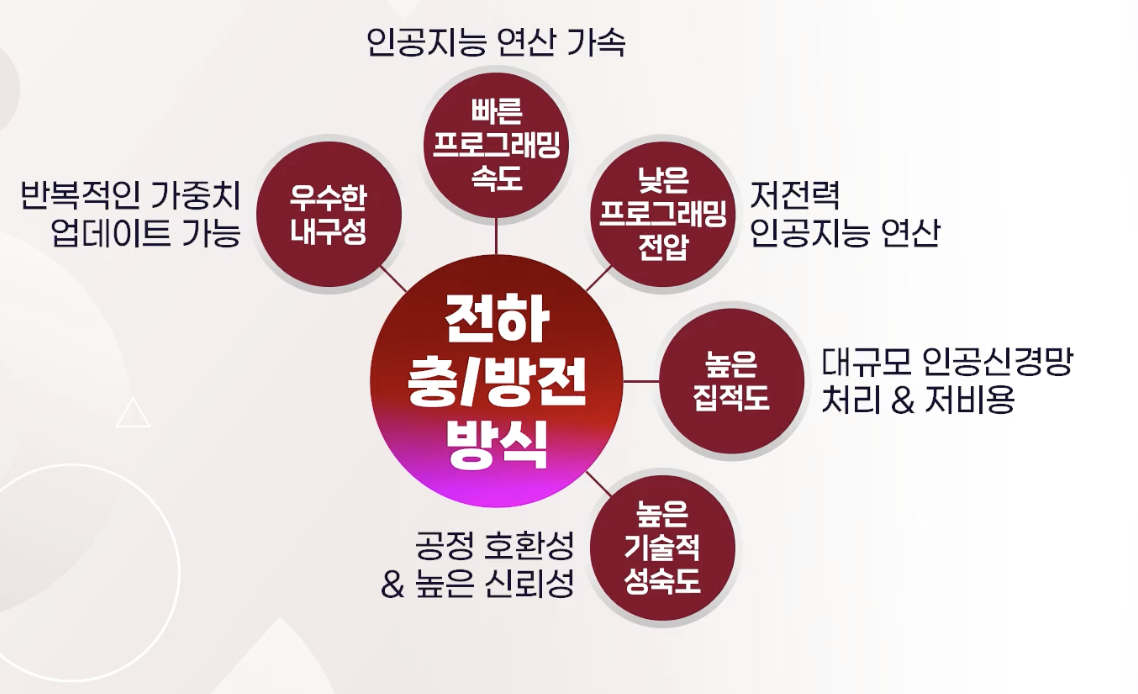 인공지능 연산 가속
빠른
프로그래밍
속도
반복적인 가중치
업데이트 가능
우수한
내구성
낮은
프로그래밍
전압
저전력
인공지능 연산
전하
충/방전
방식
높은
집적도
대규모 인공신경망
처리 & 저비용
공정 호환성
& 높은 신뢰성
높은
기술적
성숙도